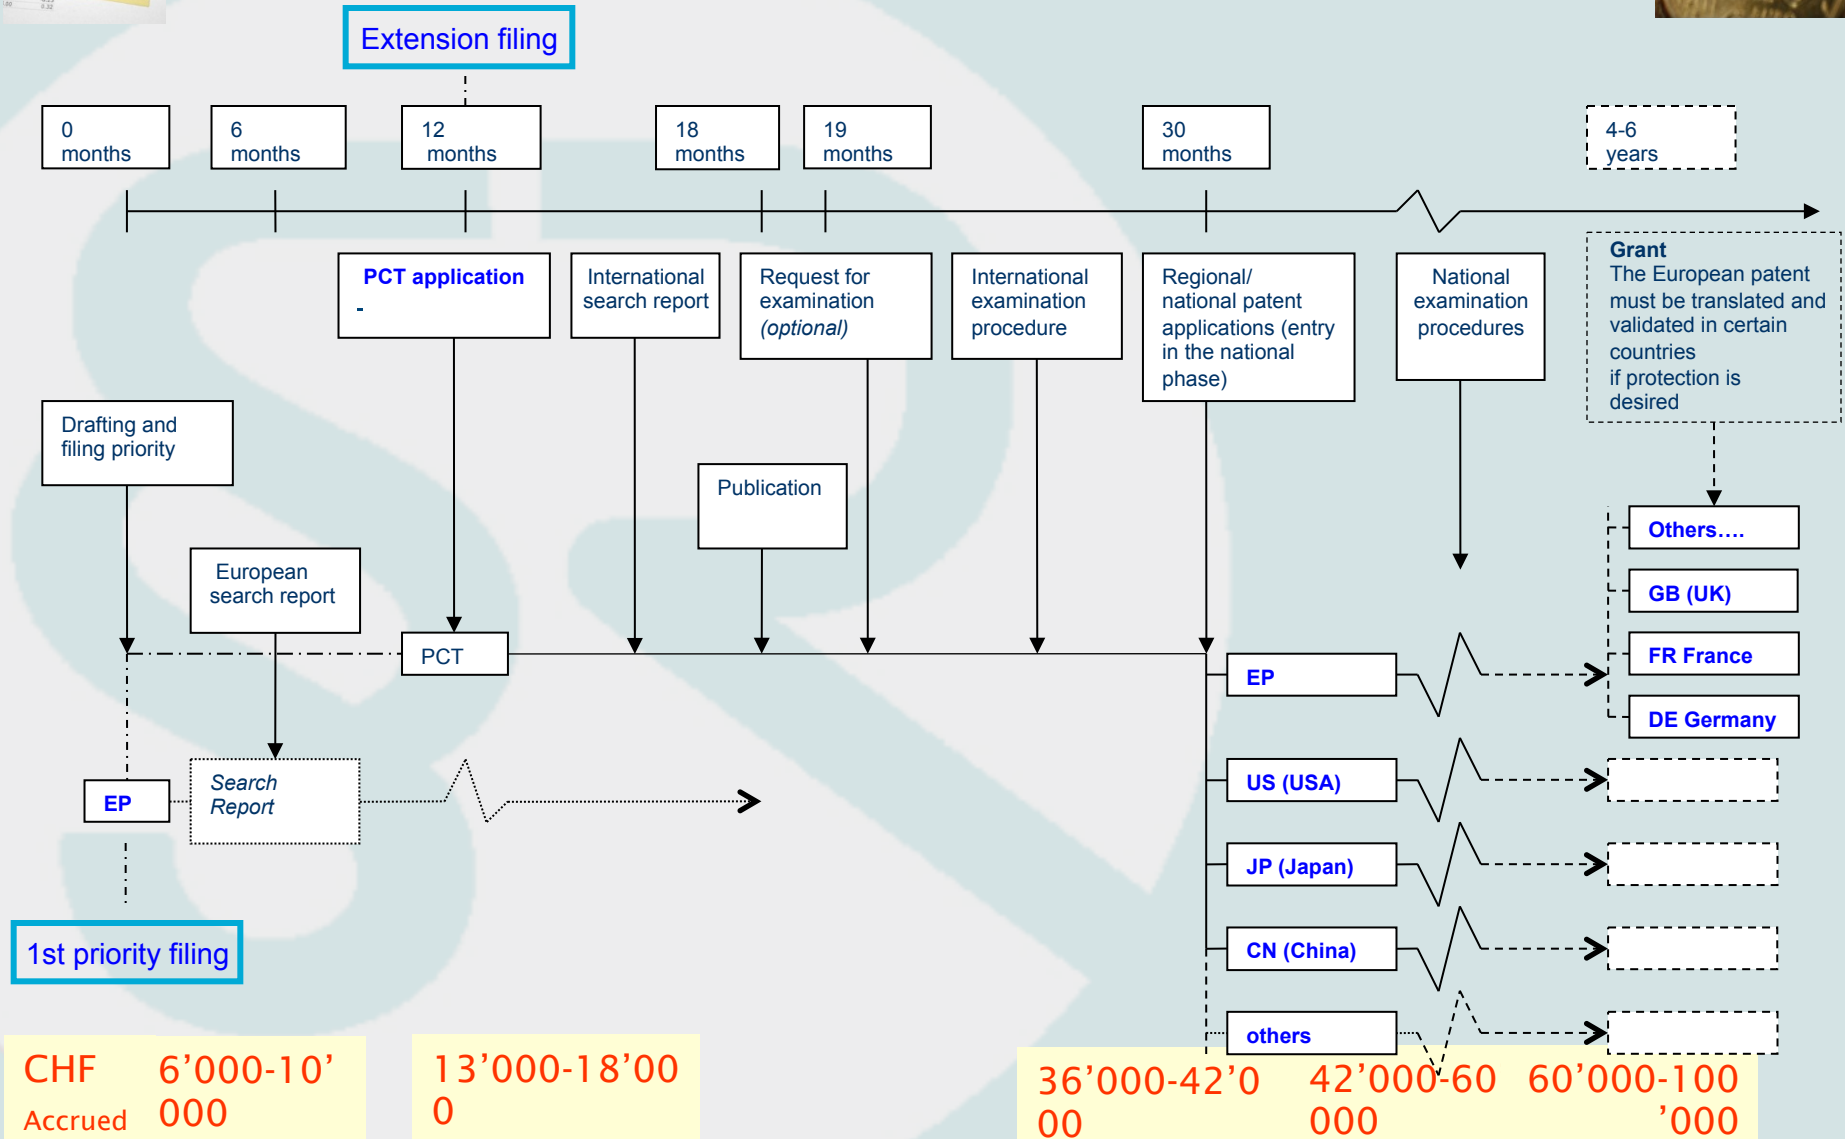 Extension filing
0
months
6
months
12
months
18
months
19
months
30
months
4-6
years
PCT application
-
International
search report
Request for
examination
(optional)
International
examination
procedure
Regional/
national patent
applications (entry
in the national
phase)
National
examination
procedures
Grant
The European patent
must be translated and
validated in certain
countries
if protection is
desired
Drafting and
filing priority
Publication
European
search report
PCT
EP
Search
Report
1st priority filing
Others....
GB (UK)
FR France
DE Germany
EP
US (USA)
JP (Japan)
CN (China)
others
CHF
Accrued
6’000-10’
000
13’000-18’00
0
36’000-42’0
00
42’000-60
000
60’000-100
’000